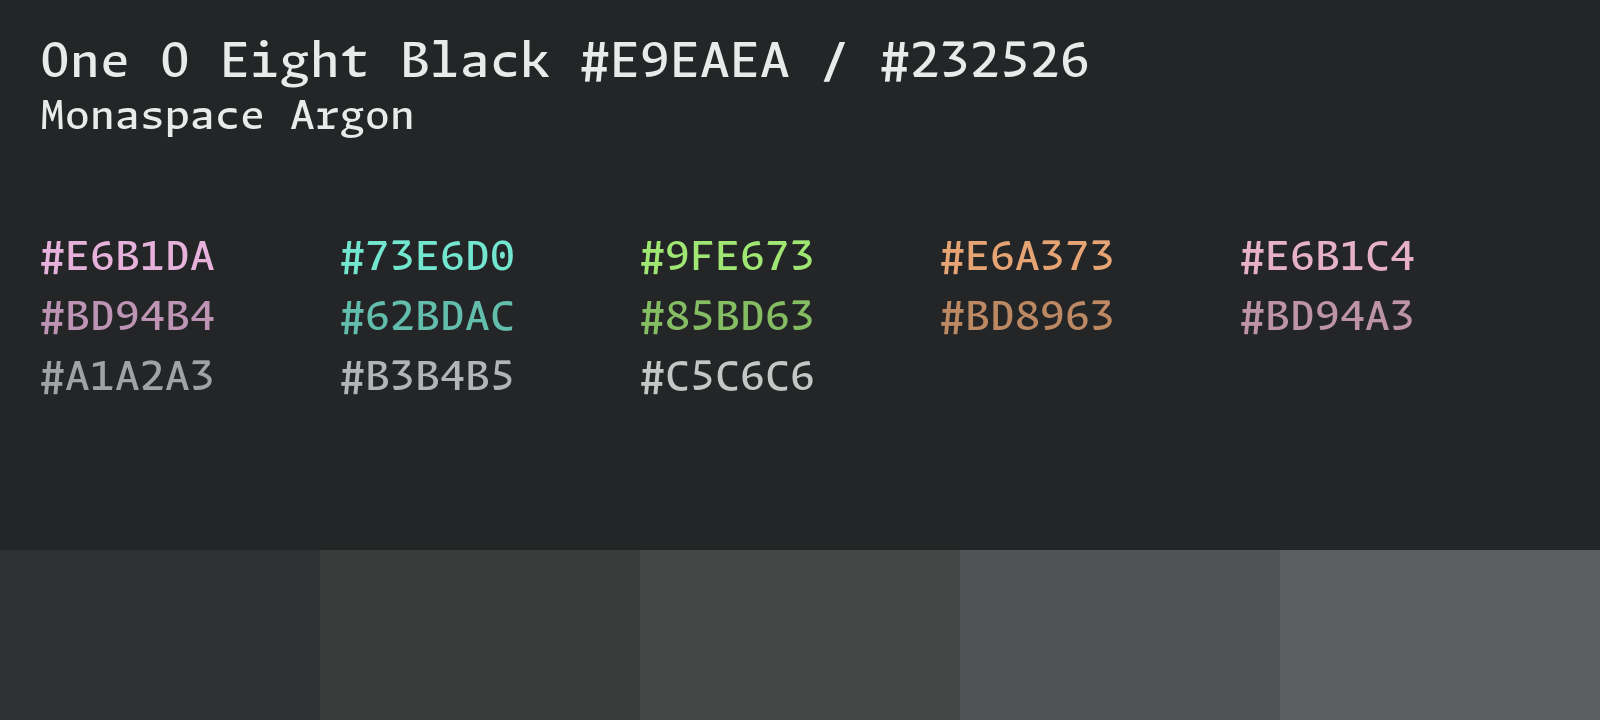 One O Eight Black #E9EAEA / #232526
Monaspace Argon
#E6B1DA #73E6D0 #9FE673 #E6A373 #E6B1C4
#BD94B4 #62BDAC #85BD63 #BD8963 #BD94A3
#A1A2A3 #B3B4B5 #C5C6C6